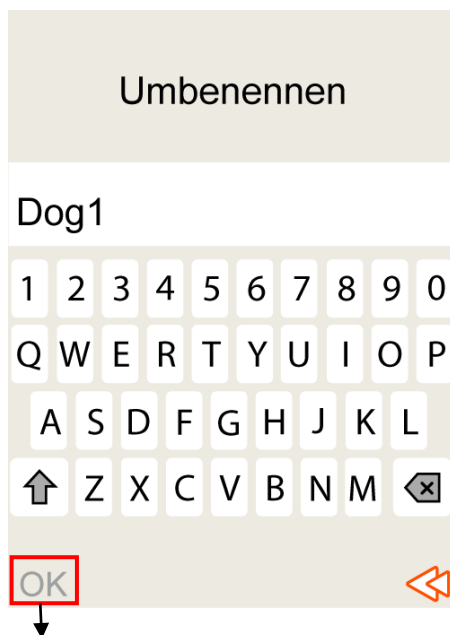 Umbenennen
Dog1
1 2 3 4 5 6 7 8 9 0
Q W E R T Y U I O P
A S D F G H J K L
Z X C V B N M
OK